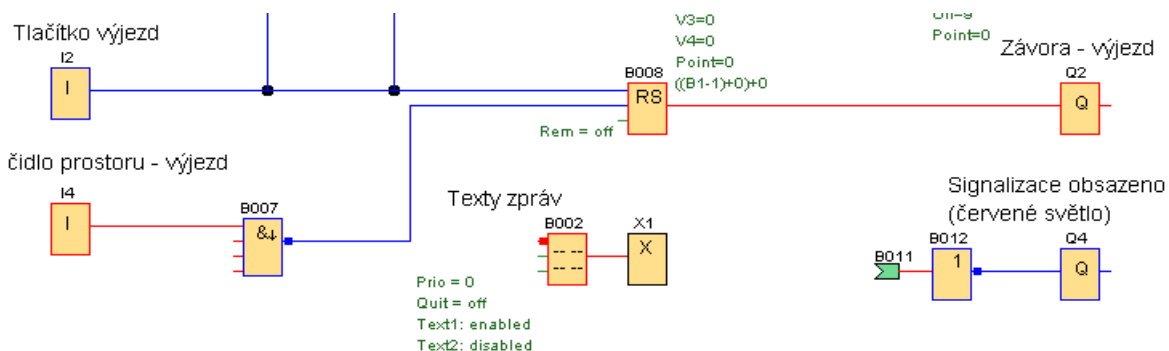 Tlačítko výjezd
I2
I
V3=0
V4=0
Point=0
((B1-1)+0)+0
B008
RS
Rem = off
Off=9
Point=0
Závora - výjezd
Q2
Q
čidlo prostoru - výjezd
I4
I
B007
&↓
Texty zpráv
B002
X1
X
Prio = 0
Quit = off
Text1: enabled
Text2: disabled
Signalizace obsazeno
(červené světlo)
B011
B012
1
Q4
Q